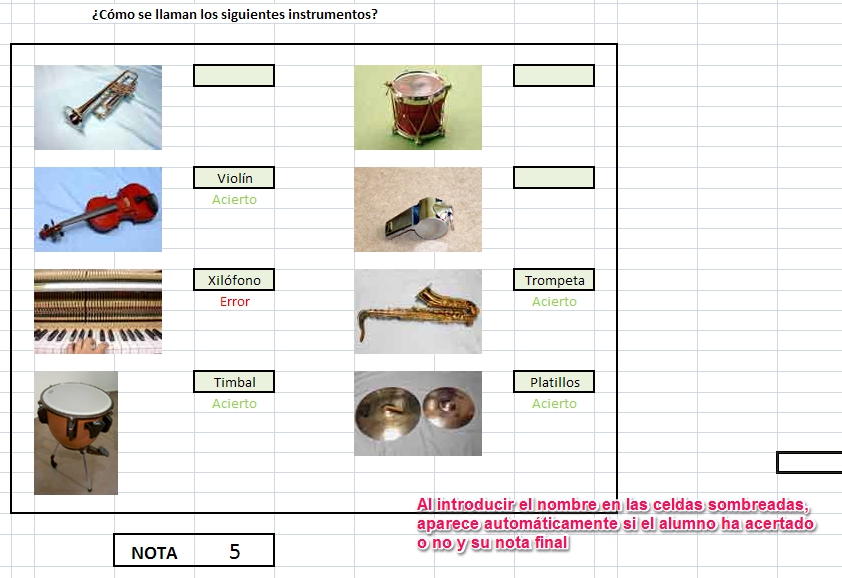 ¿Cómo se llaman los siguientes instrumentos?
Violín
Acierto
Xilófono
Error
Trompeta
Acierto
Timbal
Acierto
Platillos
Acierto
Al introducir el nombre en las celdas sombreadas,
aparece automáticamente si el alumno ha acertado
o no y su nota final
NOTA 5